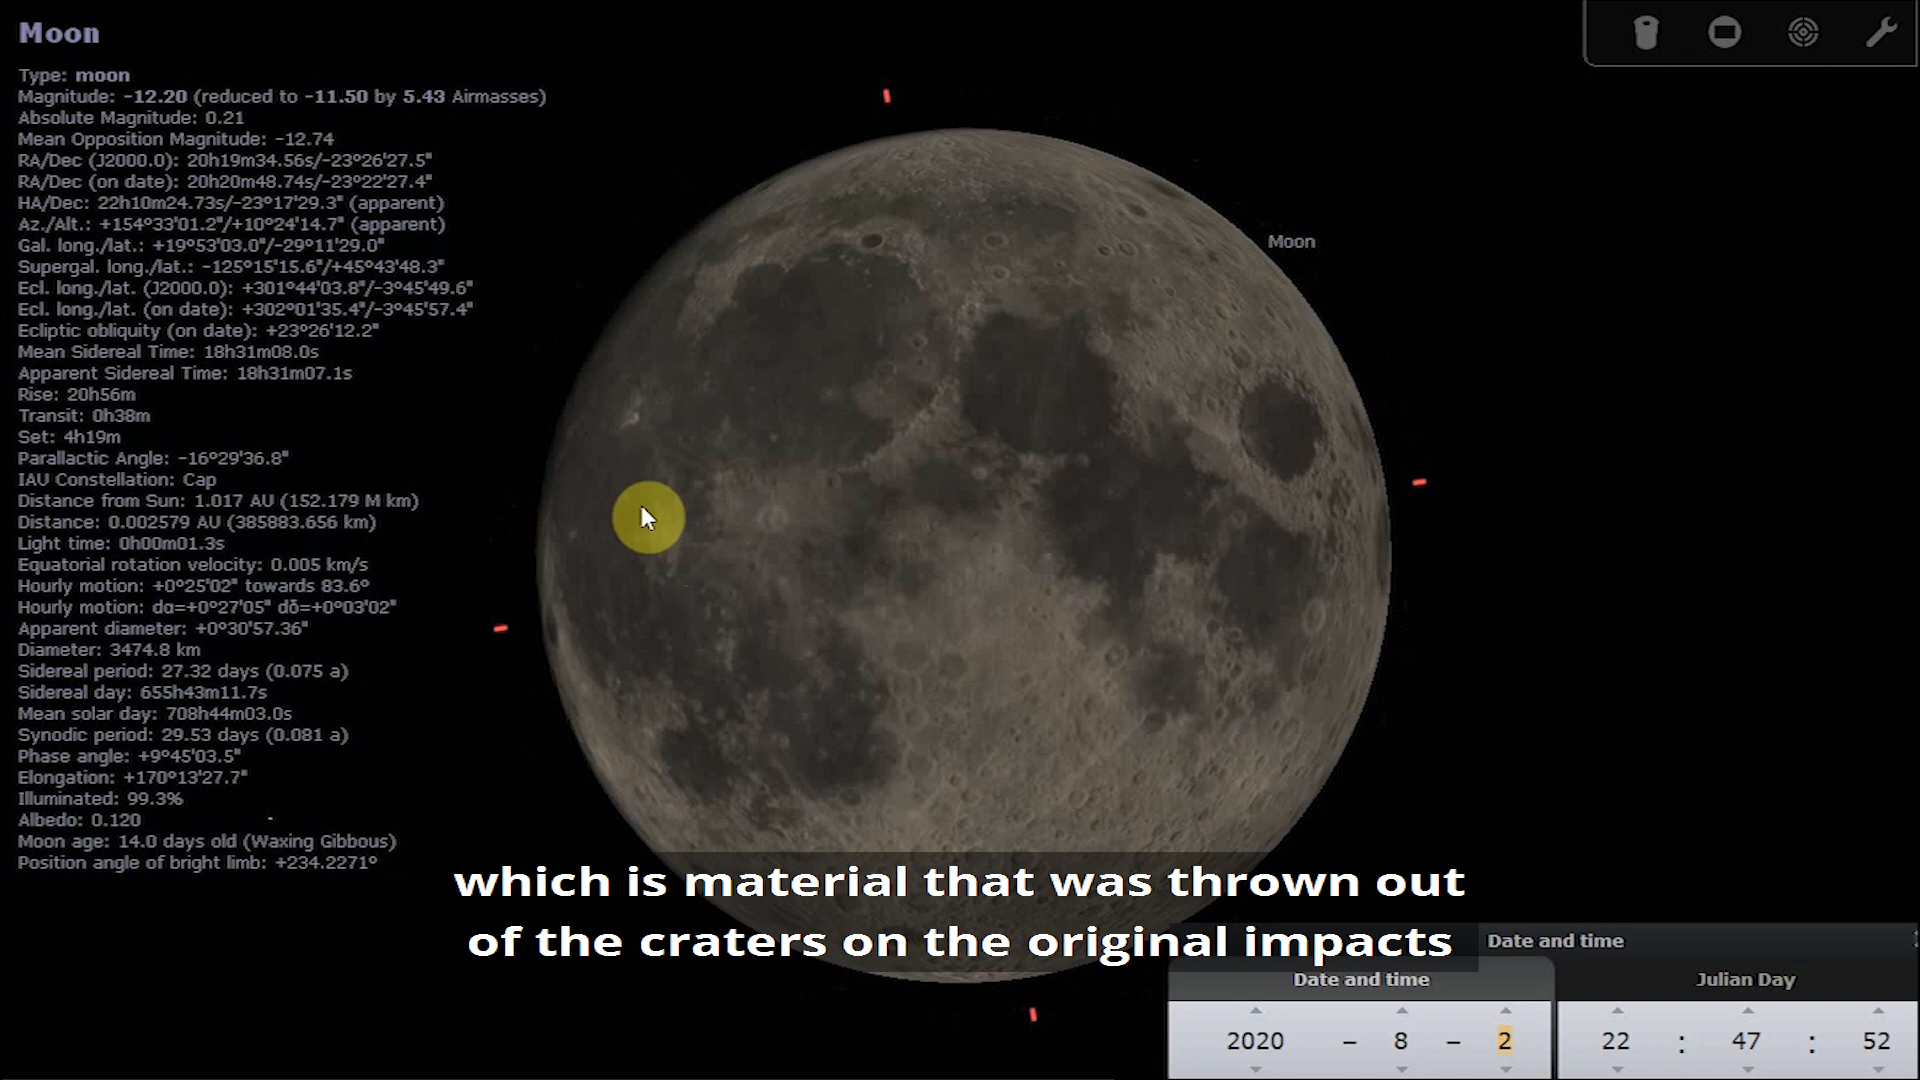 Moon
Type: moon
Magnitude: -12.20 (reduced to -11.50 by 5.43 Airmasses)
Absolute Magnitude: 0.21
Mean Opposition Magnitude: -12.74
RA/Dec (J2000.0): 20h19m34.56s/-23°26'27.5"
RA/Dec (on date): 20h20m48.74s/-23°22'27.4"
HA/Dec: 22h10m24.73s/-23°17'29.3" (apparent)
Az./Alt.: +154°33'01.2"/+10°24'14.7" (apparent)
Gal. long./lat.: +19°53'03.0"/-29°11'29.0"
Supergal. long./lat.: -125°15'15.6"/+45°43'48.3"
Ecl. long./lat. (J2000.0): +301°44'03.8"/-3°45'49.6"
Ecl. long./lat. (on date): +302°01'35.4"/-3°45'57.4"
Ecliptic obliquity (on date): +23°26'12.2"
Mean Sidereal Time: 18h31m08.0s
Apparent Sidereal Time: 18h31m07.1s
Rise: 20h56m
Transit: 0h38m
Set: 4h19m
Parallactic Angle: -16°29'36.8"
IAU Constellation: Cap
Distance from Sun: 1.017 AU (152.179 M km)
Distance: 0.002579 AU (385883.656 km)
Light time: 0h00m01.3s
Equatorial rotation velocity: 0.005 km/s
Hourly motion: +0°25'02" towards 83.6°
Hourly motion: dα=+0°27'05" dδ=+0°03'02"
Apparent diameter: +0°30'57.36"
Diameter: 3474.8 km
Sidereal period: 27.32 days (0.075 a)
Sidereal day: 655h43m11.7s
Mean solar day: 708h44m03.0s
Synodic period: 29.53 days (0.081 a)
Phase angle: +9°45'03.5"
Elongation: +170°13'27.7"
Illuminated: 99.3%
Albedo: 0.120
Moon age: 14.0 days old (Waxing Gibbous)
Position angle of bright limb: +234.2271°
Moon
which is material that was thrown out
of the craters on the original impacts
Date and time
Date and time Julian Day
2020 - 8 - 2 22 : 47 : 52